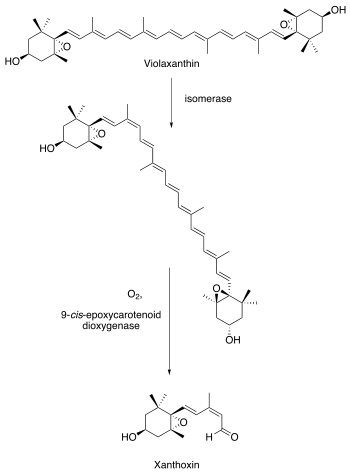 OH
O
O
HO
Violaxanthin
isomerase
O
HO
O
OH
O2,
9-cis-epoxycarotenoid
dioxygenase
O
HO
H
O
Xanthoxin